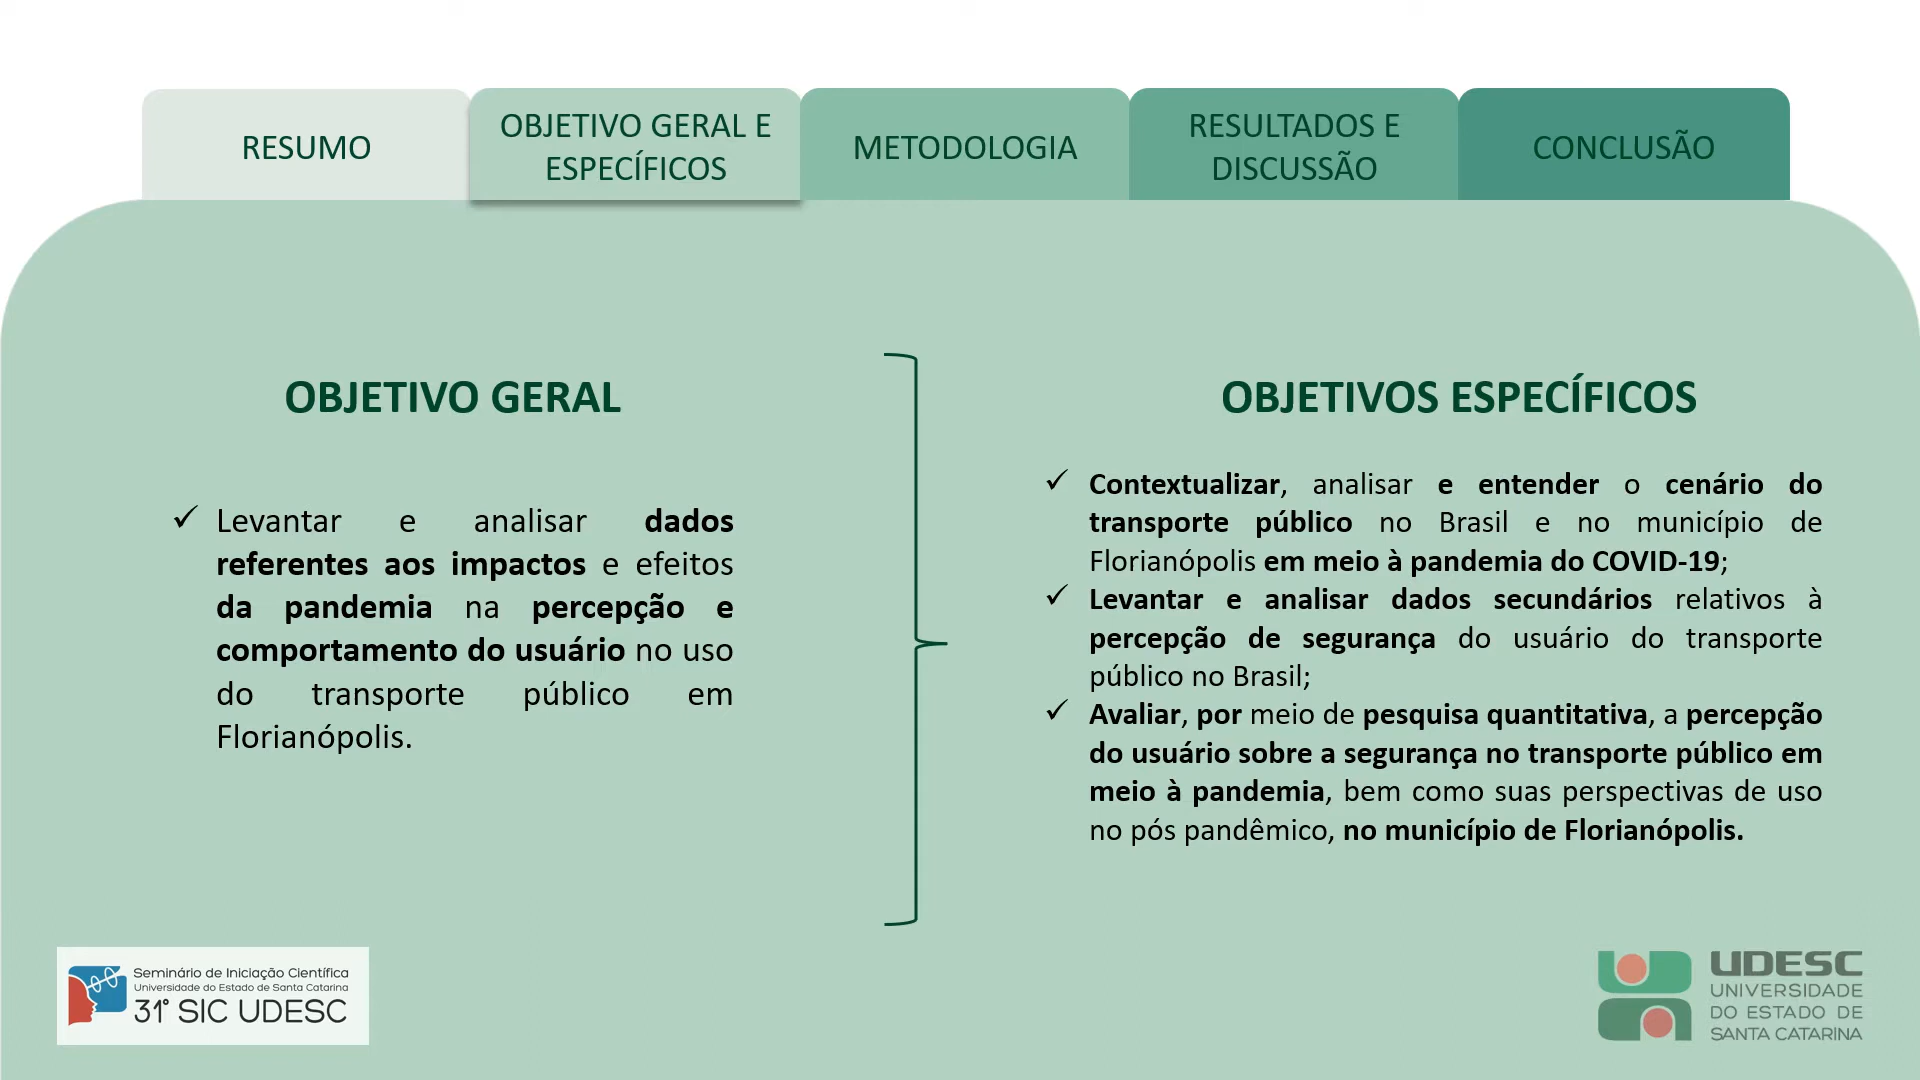 RESUMO
OBJETIVO GERAL E
ESPECÍFICOS
METODOLOGIA
RESULTADOS E
DISCUSSÃO
CONCLUSÃO
OBJETIVO GERAL
Levantar e analisar dados
referentes aos impactos e efeitos
da pandemia na percepção e
comportamento do usuário no uso
do transporte público em
Florianópolis.
OBJETIVOS ESPECÍFICOS
Contextualizar, analisar e entender o cenário do
transporte público no Brasil e no município de
Florianópolis em meio à pandemia do COVID-19;
Levantar e analisar dados secundários relativos à
percepção de segurança do usuário do transporte
público no Brasil;
Avaliar, por meio de pesquisa quantitativa, a percepção
do usuário sobre a segurança no transporte público em
meio à pandemia, bem como suas perspectivas de uso
no pós pandêmico, no município de Florianópolis.
Seminário de Iniciação Científica
Universidade do Estado de Santa Catarina
31° SIC UDESC
UDESC
UNIVERSIDADE
DO ESTADO DE
SANTA CATARINA